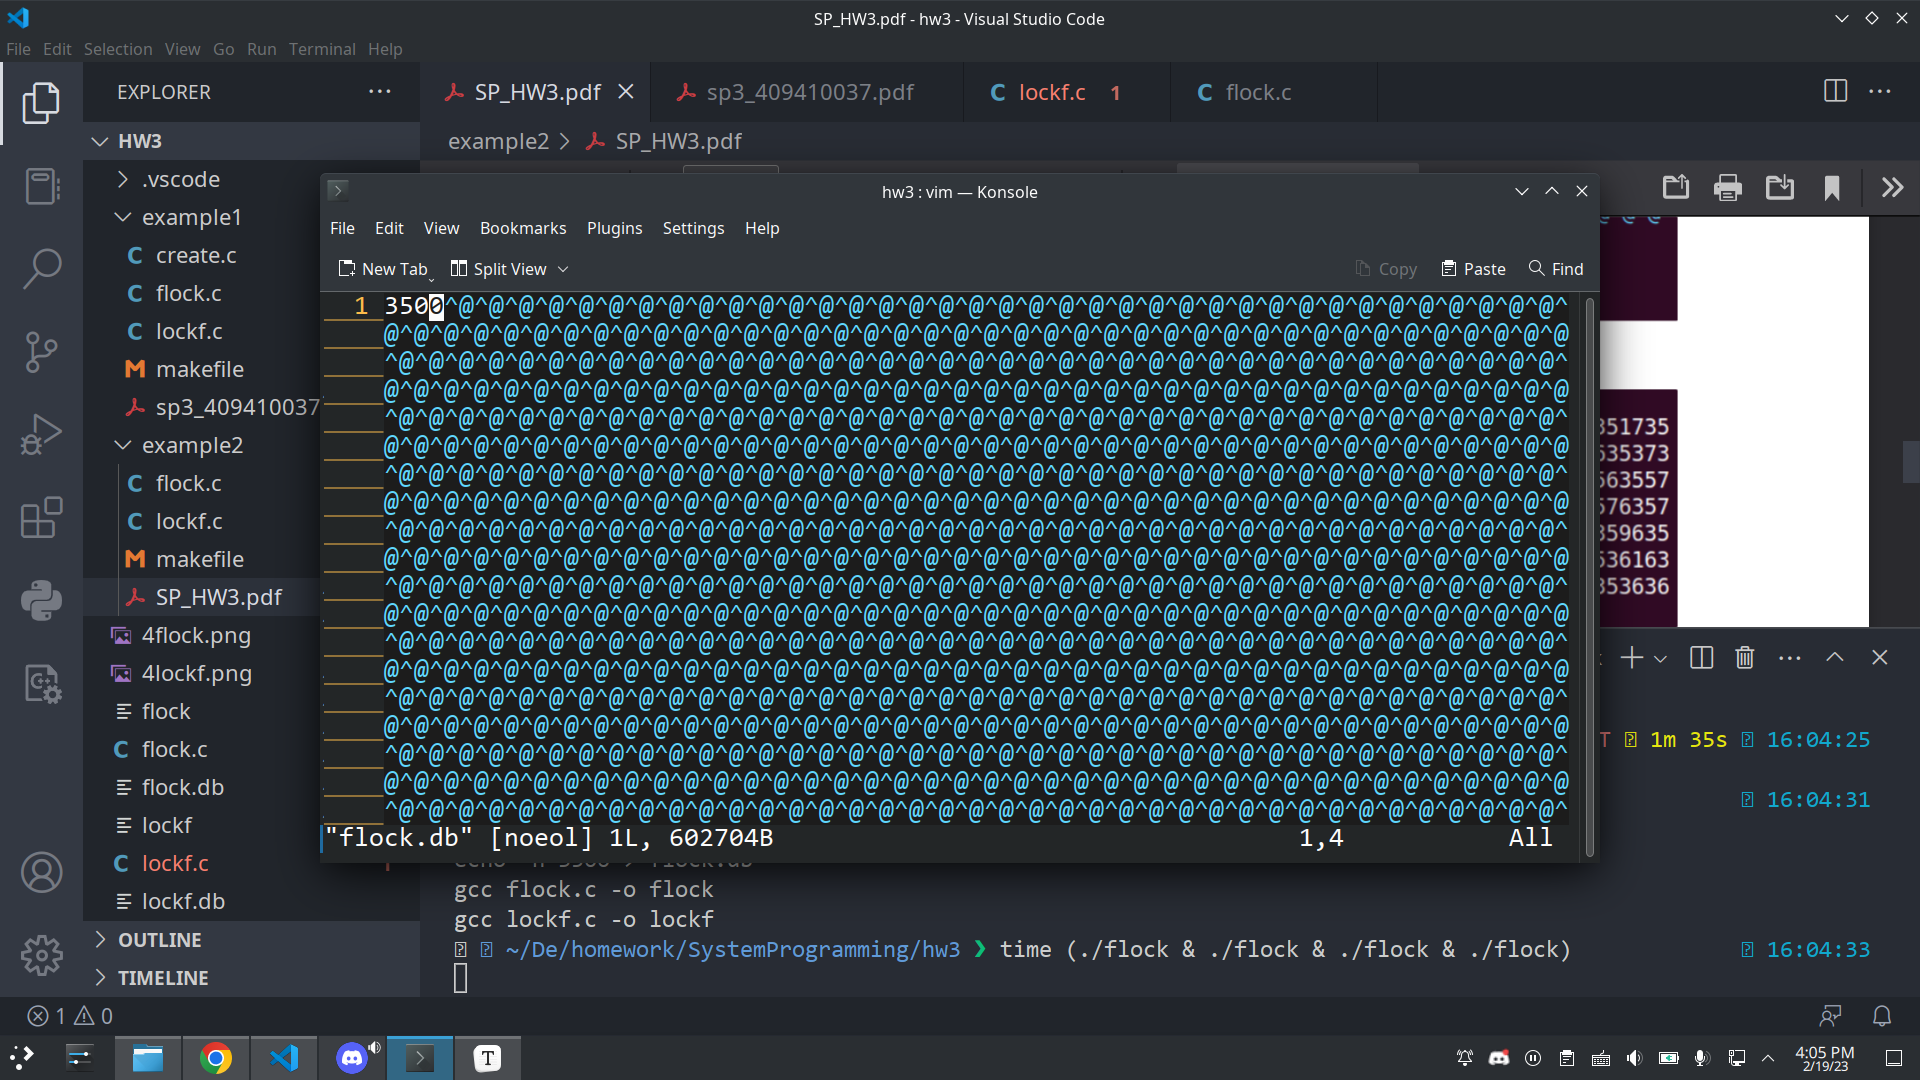 SP_HW3.pdf - hw3 - Visual Studio Code
File Edit Selection View Go Run Terminal Help
EXPLORER
SP_HW3.pdf
sp3_409410037.pdf
lockf.c 1
flock.c
HW3
example2 > SP_HW3.pdf
.vscode
example1
create.c
flock.c
lockf.c
makefile
sp3_409410037
example2
flock.c
lockf.c
makefile
SP_HW3.pdf
4flock.png
4lockf.png
flock
flock.c
flock.db
lockf
lockf.c
lockf.db
OUTLINE
TIMELINE
hw3 : vim — Konsole
File Edit View Bookmarks Plugins Settings Help
New Tab Split View Copy Paste Find
1 3500^@^@^@^@^@^@^@^@^@^@^@^@^@^@^@^@^@^@^@^@^@^@^@^@^@^@^@^@^@^@^@^@^@^@^@^@^@^
"flock.db" [noeol] 1L, 602704B 1,4 All
351735
535373
563557
576357
359635
536163
353636
T 1m 35s 16:04:25
16:04:31
gcc flock.c -o flock
gcc lockf.c -o lockf
~/De/homework/SystemProgramming/hw3 ❯ time (./flock & ./flock & ./flock & ./flock) 16:04:33
1 0
4:05 PM
2/19/23